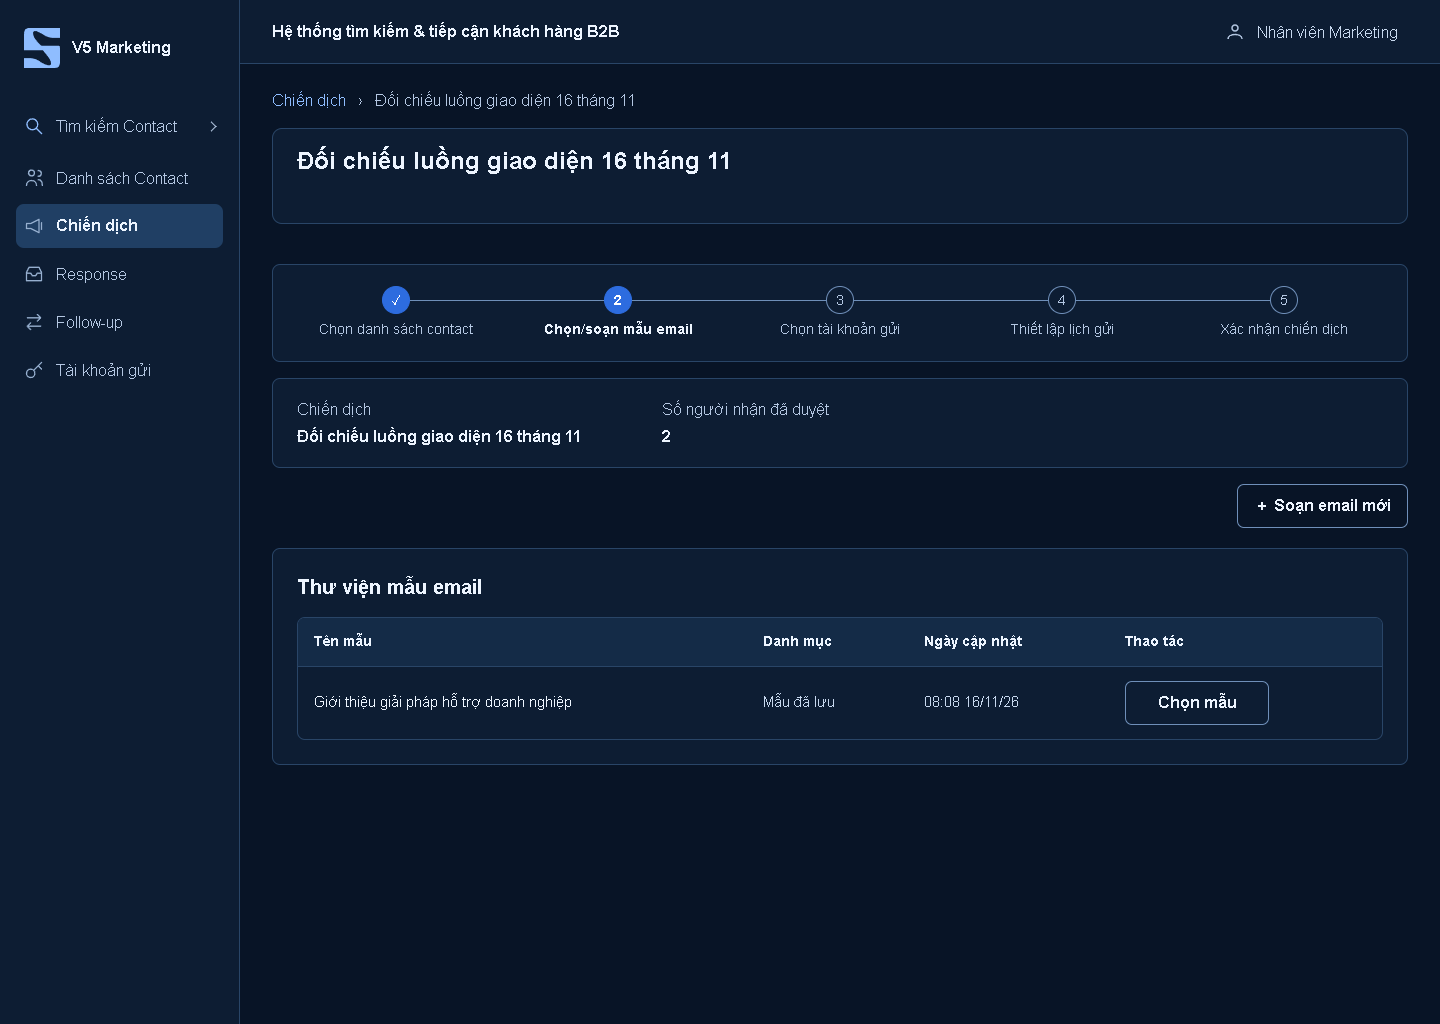 V5 Marketing
Hệ thống tìm kiếm & tiếp cận khách hàng B2B
Nhân viên Marketing
Tìm kiếm Contact
Danh sách Contact
Chiến dịch
Response
Follow-up
Tài khoản gửi
Chiến dịch › Đối chiếu luồng giao diện 16 tháng 11
Đối chiếu luồng giao diện 16 tháng 11
✓ 2 3 4 5
Chọn danh sách contact Chọn/soạn mẫu email Chọn tài khoản gửi Thiết lập lịch gửi Xác nhận chiến dịch
Chiến dịch Số người nhận đã duyệt
Đối chiếu luồng giao diện 16 tháng 11 2
+ Soạn email mới
Thư viện mẫu email
Tên mẫu Danh mục Ngày cập nhật Thao tác
Giới thiệu giải pháp hỗ trợ doanh nghiệp Mẫu đã lưu 08:08 16/11/26 Chọn mẫu